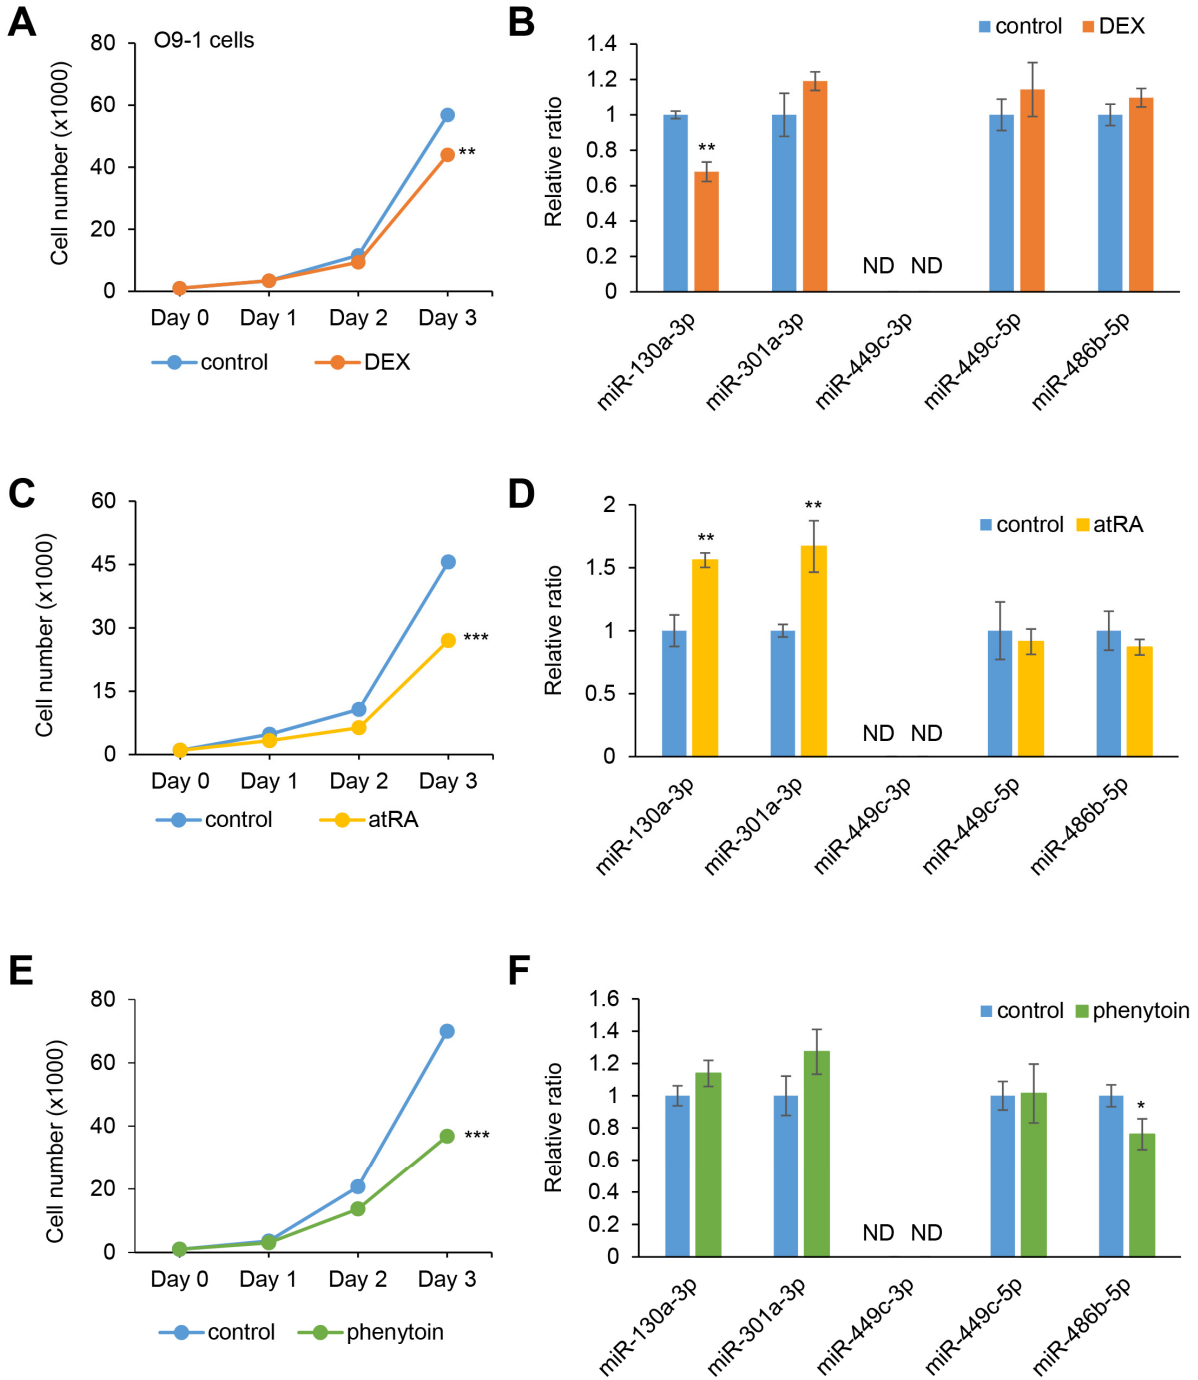 A
O9-1 cells
Cell number (x1000)
80
60
40
20
0
**
Day 0 Day 1 Day 2 Day 3
control DEX
B
control DEX
Relative ratio
1.4
1.2
1
0.8
0.6
0.4
0.2
0
**
ND ND
miR-130a-3p
miR-301a-3p
miR-449c-3p
miR-449c-5p
miR-486b-5p
C
Cell number (x1000)
60
45
30
15
0
***
Day 0 Day 1 Day 2 Day 3
control atRA
D
control atRA
Relative ratio
2
1.5
1
0.5
0
** **
ND ND
miR-130a-3p
miR-301a-3p
miR-449c-3p
miR-449c-5p
miR-486b-5p
E
Cell number (x1000)
80
60
40
20
0
***
Day 0 Day 1 Day 2 Day 3
control phenytoin
F
control phenytoin
Relative ratio
1.6
1.4
1.2
1
0.8
0.6
0.4
0.2
0
*
ND ND
miR-130a-3p
miR-301a-3p
miR-449c-3p
miR-449c-5p
miR-486b-5p